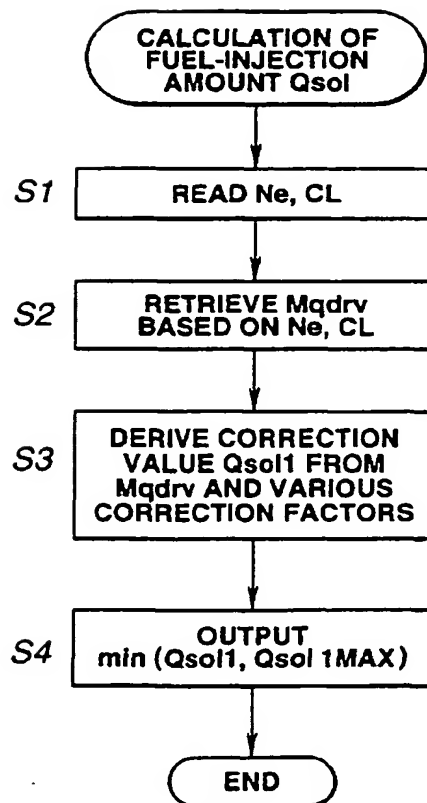 CALCULATION OF
FUEL-INJECTION
AMOUNT Qsol
S1
READ Ne, CL
S2
RETRIEVE Mqdrv
BASED ON Ne, CL
S3
DERIVE CORRECTION
VALUE Qsol1 FROM
Mqdrv AND VARIOUS
CORRECTION FACTORS
S4
OUTPUT
min (Qsol1, Qsol 1MAX)
END